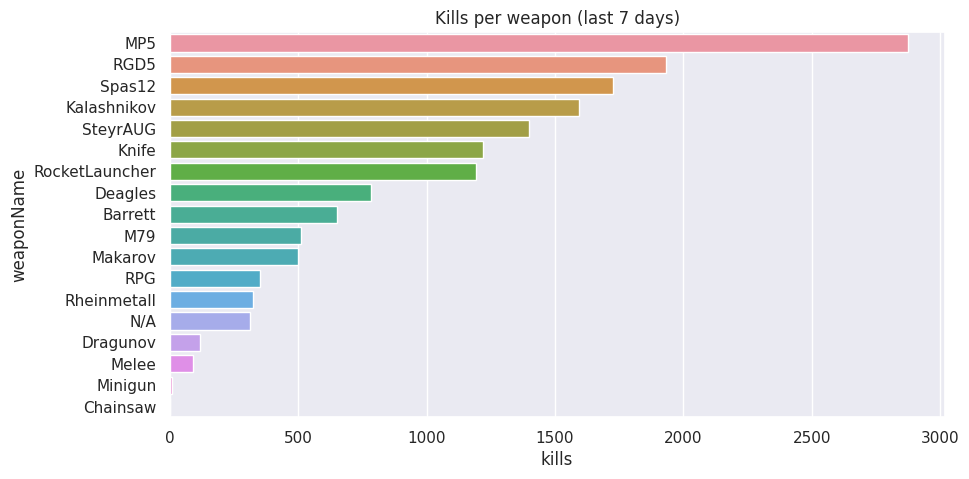 Kills per weapon (last 7 days)
weaponName
MP5
RGD5
Spas12
Kalashnikov
SteyrAUG
Knife
RocketLauncher
Deagles
Barrett
M79
Makarov
RPG
Rheinmetall
N/A
Dragunov
Melee
Minigun
Chainsaw
0 500 1000 1500 2000 2500 3000
kills